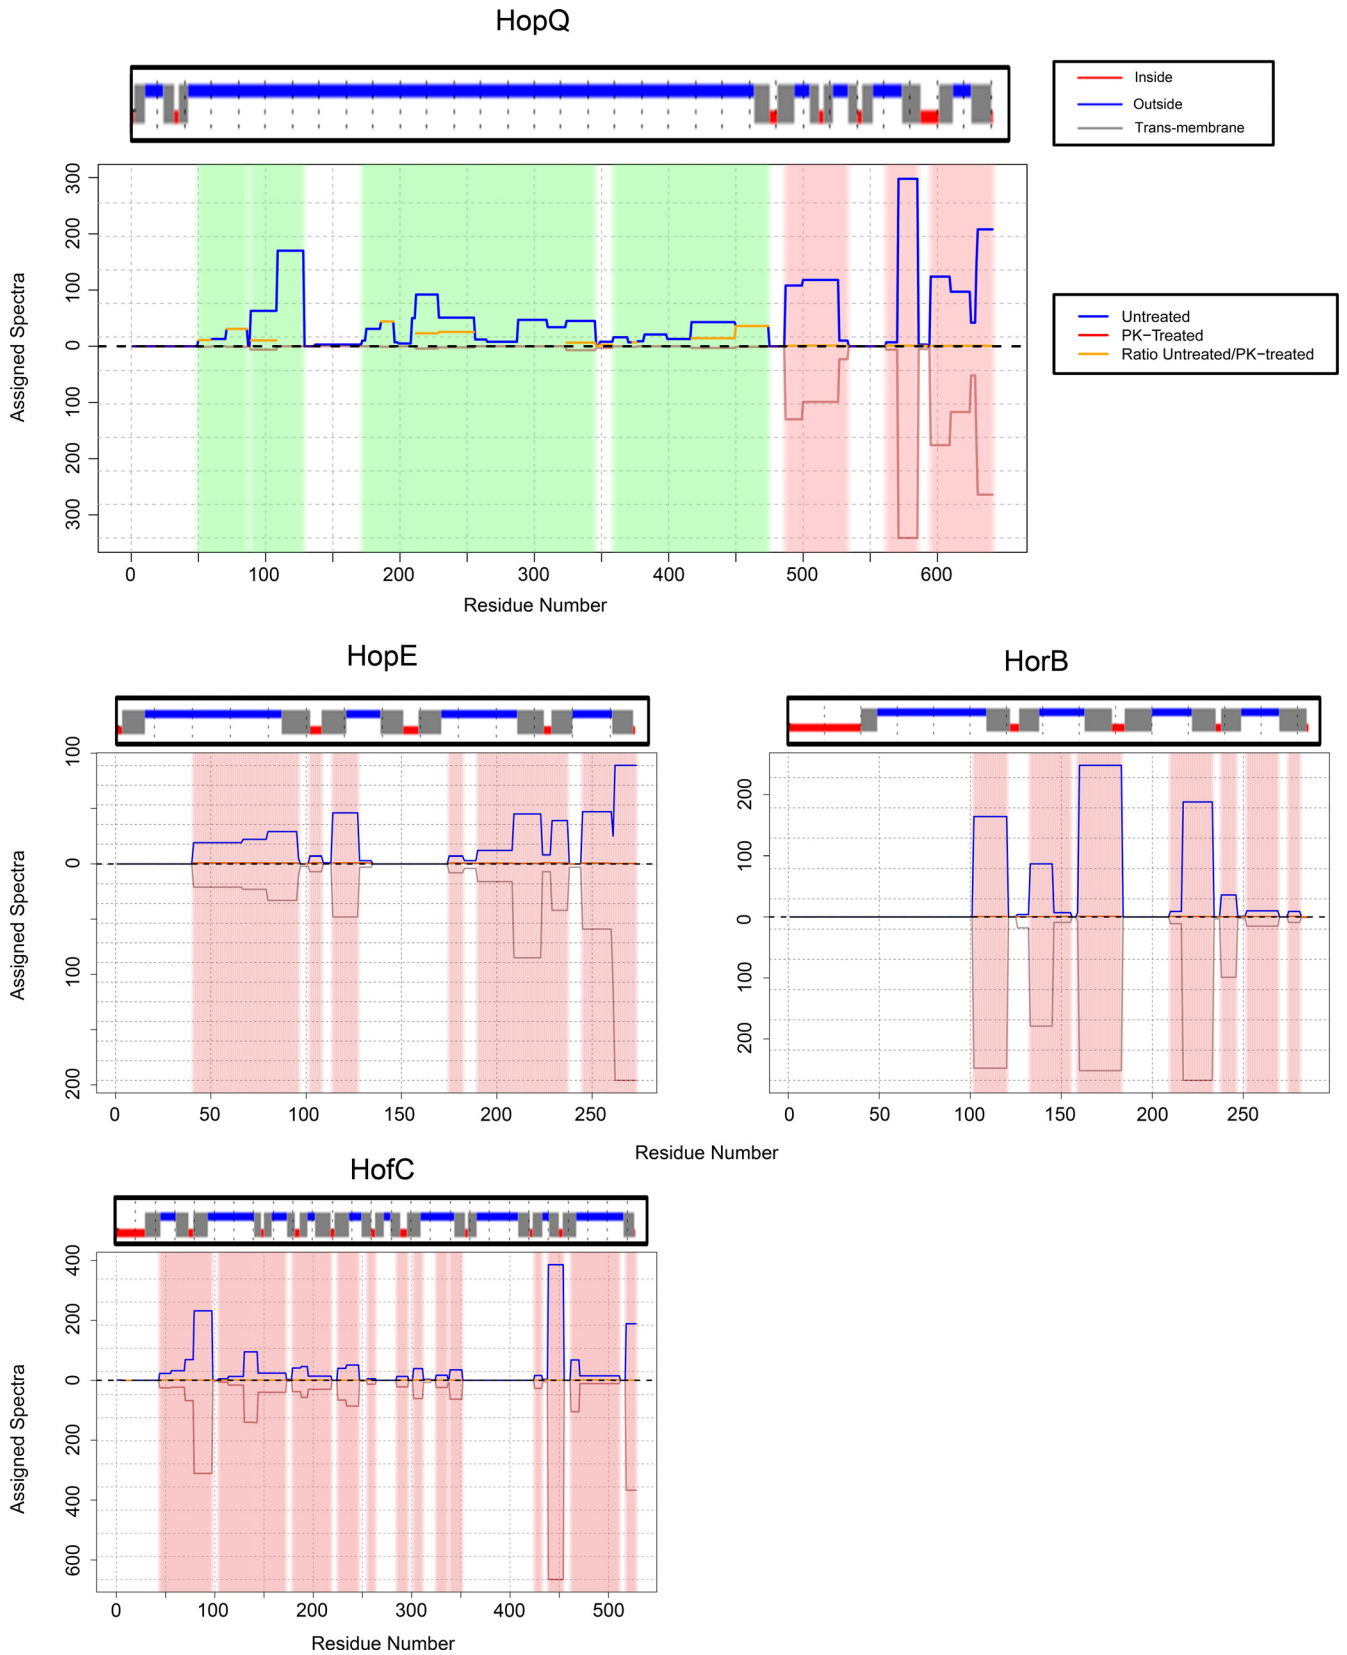 HopQ
Inside
Outside
Trans-membrane
300
200
100
0
100
200
300
Assigned Spectra
0 100 200 300 400 500 600
Residue Number
Untreated
PK-Treated
Ratio Untreated/PK-treated
HopE
100
0
100
200
Assigned Spectra
0 50 100 150 200 250
HorB
200
100
0
100
200
0 50 100 150 200 250
Residue Number
HofC
400
200
0
200
400
600
Assigned Spectra
0 100 200 300 400 500
Residue Number